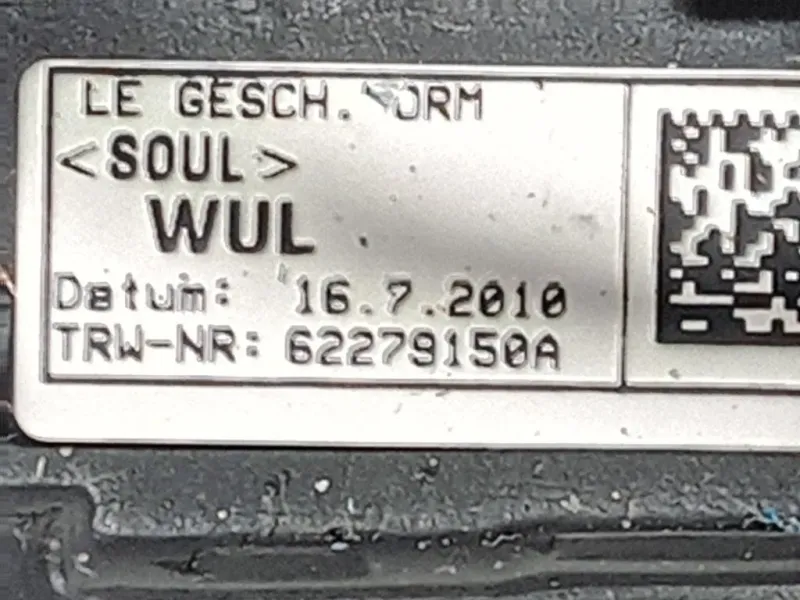 LE GESCH.
<SOUL>
WUL
Datum: 16.7.2010
TRW-NR: 62279150A